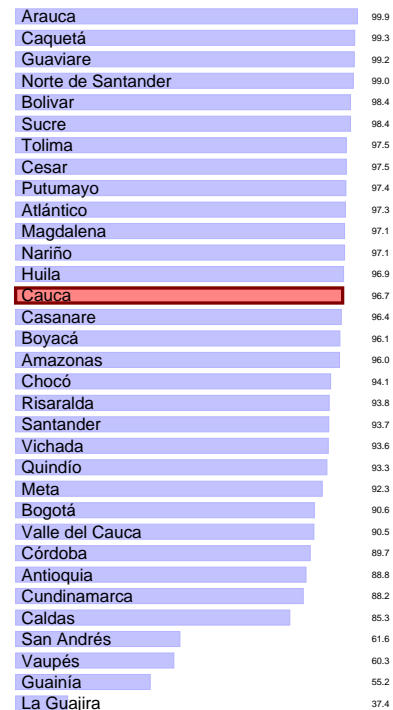 Arauca 99.9
Caquetá 99.3
Guaviare 99.2
Norte de Santander 99.0
Bolivar 98.4
Sucre 98.4
Tolima 97.5
Cesar 97.5
Putumayo 97.4
Atlántico 97.3
Magdalena 97.1
Nariño 97.1
Huila 96.9
Cauca 96.7
Casanare 96.4
Boyacá 96.1
Amazonas 96.0
Chocó 94.1
Risaralda 93.8
Santander 93.7
Vichada 93.6
Quindío 93.3
Meta 92.3
Bogotá 90.6
Valle del Cauca 90.5
Córdoba 89.7
Antioquia 88.8
Cundinamarca 88.2
Caldas 85.3
San Andrés 61.6
Vaupés 60.3
Guainía 55.2
La Guajira 37.4